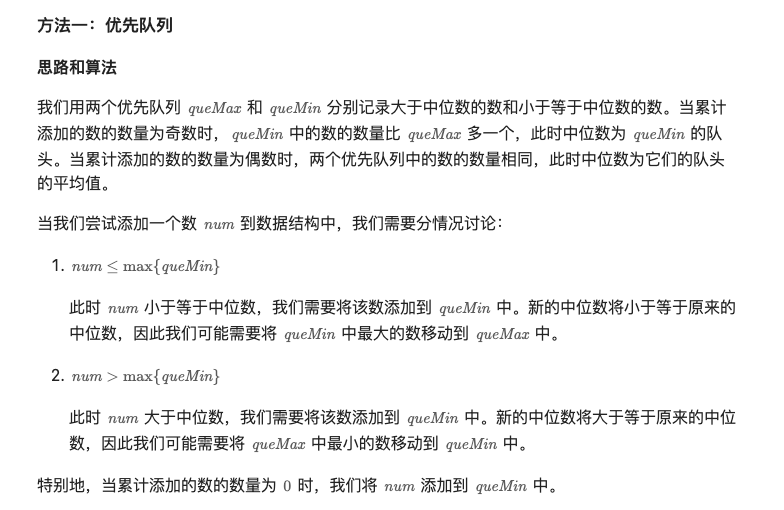 方法一：优先队列
思路和算法
我们用两个优先队列 queMax 和 queMin 分别记录大于中位数的数和小于等于中位数的数。当累计
添加的数的数量为奇数时，queMin 中的数的数量比 queMax 多一个，此时中位数为 queMin 的队
头。当累计添加的数的数量为偶数时，两个优先队列中的数的数量相同，此时中位数为它们的队头
的平均值。
当我们尝试添加一个数 num 到数据结构中，我们需要分情况讨论：
1. num ≤ max{queMin}
此时 num 小于等于中位数，我们需要将该数添加到 queMin 中。新的中位数将小于等于原来的
中位数，因此我们可能需要将 queMin 中最大的数移动到 queMax 中。
2. num > max{queMin}
此时 num 大于中位数，我们需要将该数添加到 queMin 中。新的中位数将大于等于原来的中位
数，因此我们可能需要将 queMax 中最小的数移动到 queMin 中。
特别地，当累计添加的数的数量为 0 时，我们将 num 添加到 queMin 中。